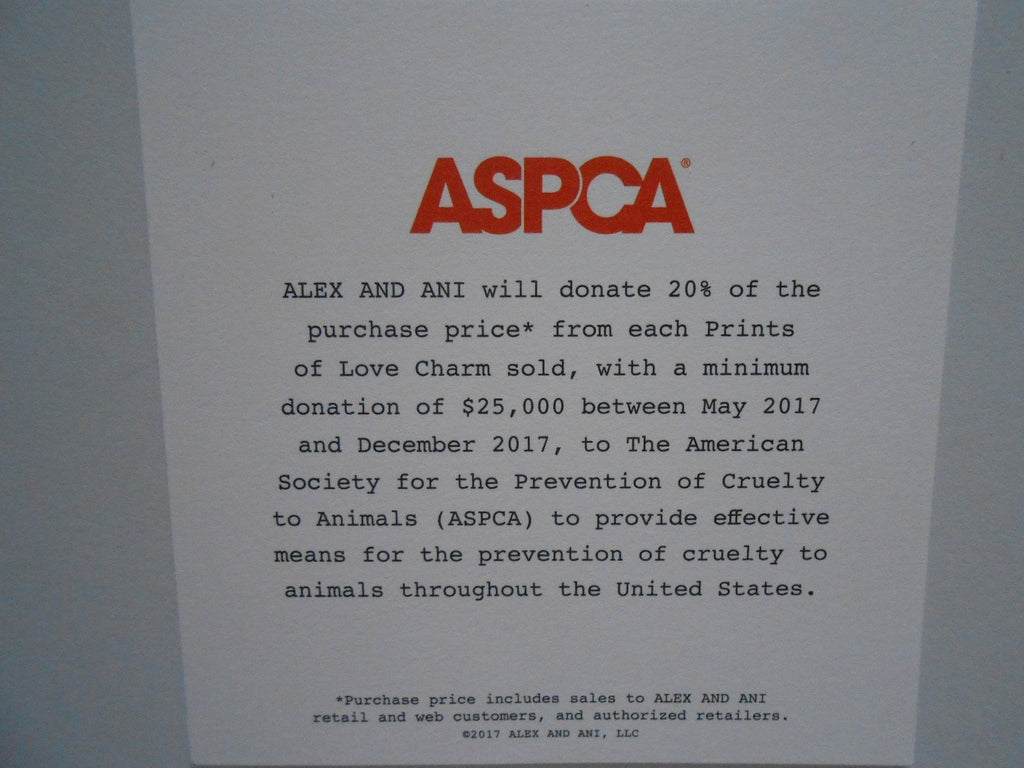 ASPCA®
ALEX AND ANI will donate 20% of the
purchase price* from each Prints
of Love Charm sold, with a minimum
donation of $25,000 between May 2017
and December 2017, to The American
Society for the Prevention of Cruelty
to Animals (ASPCA) to provide effective
means for the prevention of cruelty to
animals throughout the United States.
*Purchase price includes sales to ALEX AND ANI
retail and web customers, and authorized retailers.
©2017 ALEX AND ANI, LLC